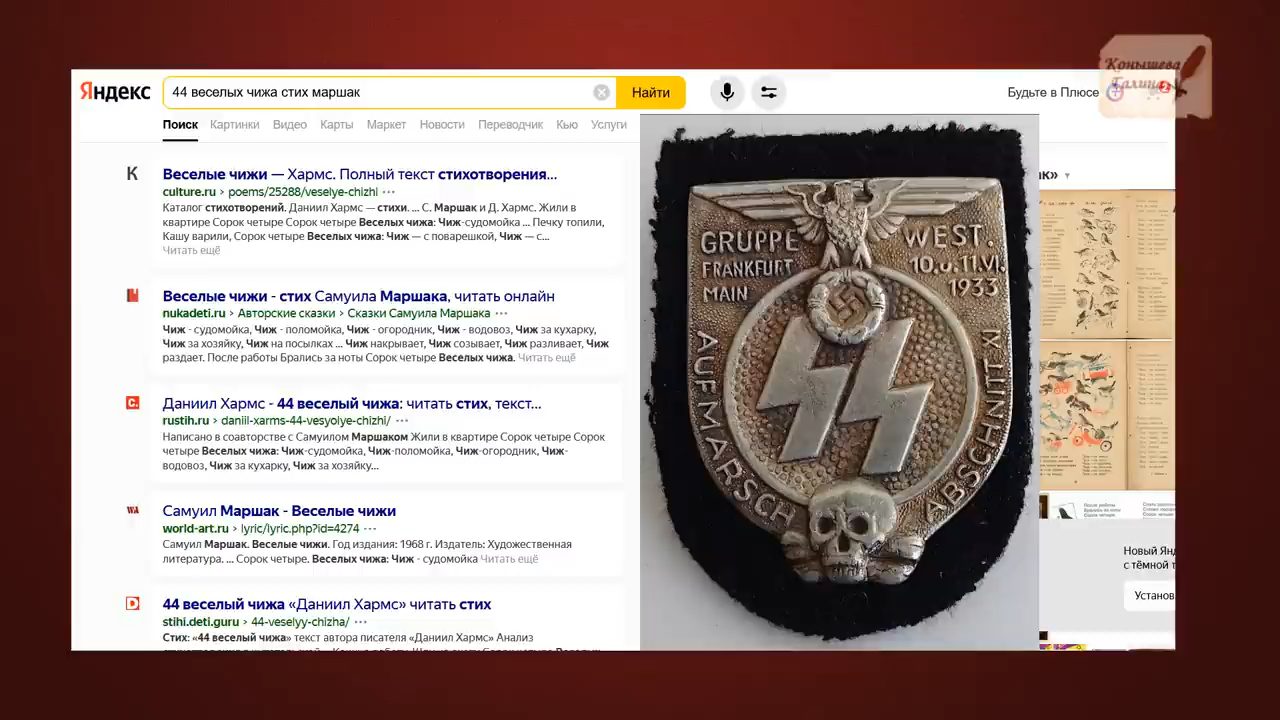 Конышева
Галина
Яндекс
44 веселых чижа стих маршак
Найти
Будьте в Плюсе
2
Поиск Картинки Видео Карты Маркет Новости Переводчик Кью Услуги
К
Веселые чижи — Хармс. Полный текст стихотворения...
culture.ru › poems/25288/veselye-chizhi
Каталог стихотворений. Даниил Хармс — стихи. ... С. Маршак и Д. Хармс. Жили в
квартире Сорок четыре Сорок четыре Веселых чижа: Чиж-судомойка ... Печку топили,
Кашу варили, Сорок четыре Веселых чижа: Чиж — с поварешкой, Чиж — с...
Читать ещё
Веселые чижи - стих Самуила Маршака, читать онлайн
nukadeti.ru › Авторские сказки › Сказки Самуила Маршака
Чиж - судомойка, Чиж - поломойка, Чиж - огородник, Чиж - водовоз, Чиж за кухарку,
Чиж за хозяйку, Чиж на посылках ... Чиж накрывает, Чиж созывает, Чиж разливает, Чиж
раздает. После работы Брались за ноты Сорок четыре Веселых чижа. Читать ещё
Даниил Хармс - 44 веселый чижа: читать стих, текст...
rustih.ru › daniil-xarms-44-vesyolye-chizhi/
Написано в соавторстве с Самуилом Маршаком Жили в квартире Сорок четыре Сорок
четыре Веселых чижа: Чиж-судомойка, Чиж-поломойка, Чиж-огородник, Чиж-
водовоз, Чиж за кухарку, Чиж за хозяйку...
WA
Самуил Маршак - Веселые чижи
world-art.ru › lyric/lyric.php?id=4274
Самуил Маршак. Веселые чижи. Год издания: 1968 г. Издатель: Художественная
литература. ... Сорок четыре. Веселых чижа: Чиж - судомойка Читать ещё
44 веселый чижа «Даниил Хармс» читать стих
stihi.deti.guru › 44-veselyy-chizha/
Стих: «44 веселый чижа» текст автора писателя «Даниил Хармс» Анализ
GRUPPE WEST.
FRANKFURT 10.u.11.VI.
MAIN 1933
AUFMARSCH ABSCHNITT XI
ак»
Новый Янд
с тёмной т
Установ